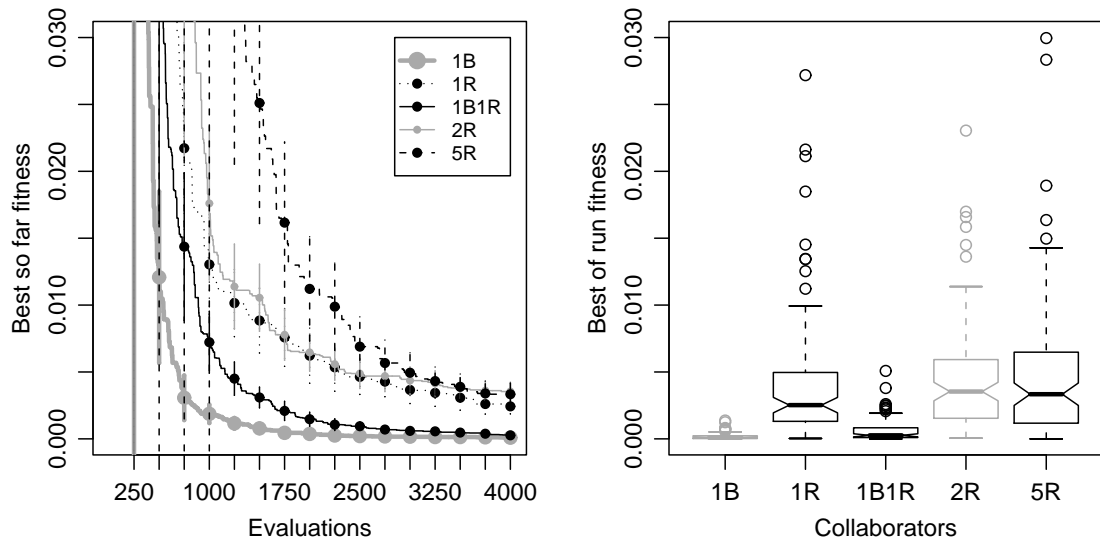 Best so far fitness
0.030
0.020
0.010
0.000
1B
1R
1B1R
2R
5R
250 1000 1750 2500 3250 4000
Evaluations
Best of run fitness
0.030
0.020
0.010
0.000
1B 1R 1B1R 2R 5R
Collaborators